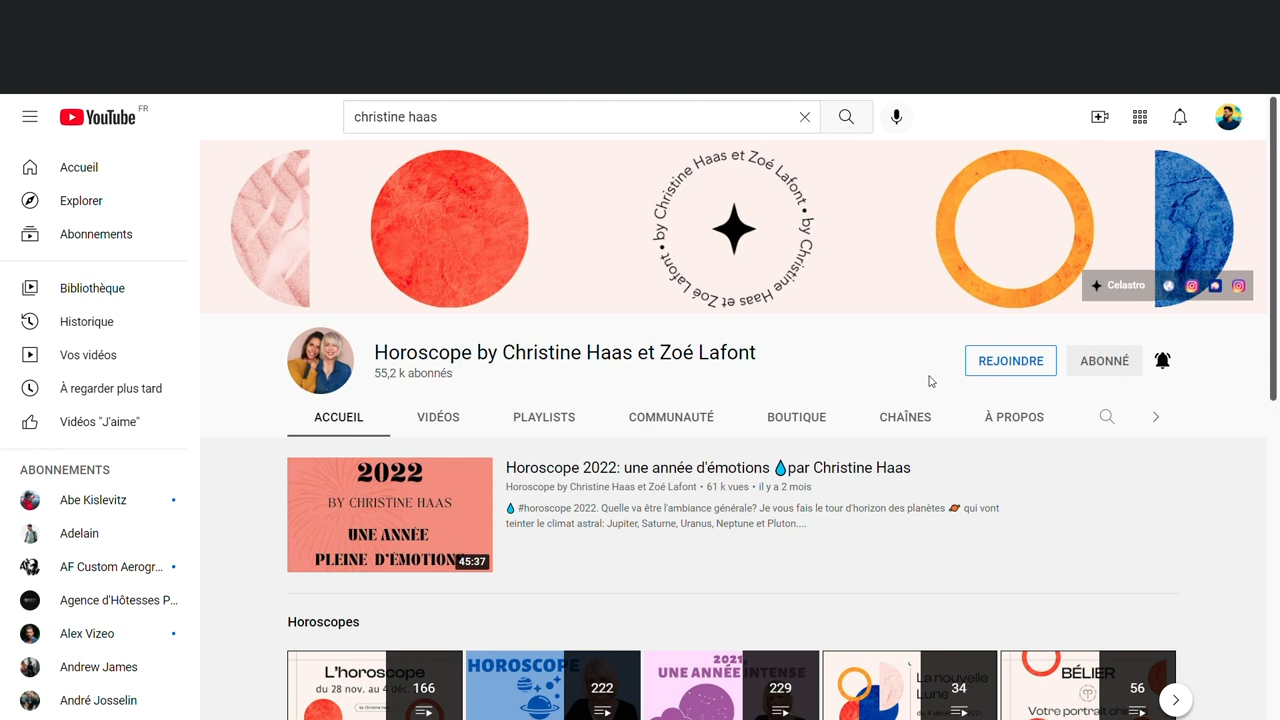 YouTube FR
christine haas
Accueil
Explorer
Abonnements
Bibliothèque
Historique
Vos vidéos
À regarder plus tard
Vidéos "J'aime"
ABONNEMENTS
Abe Kislevitz
Adelain
AF Custom Aerogr...
Agence d'Hôtesses P...
Alex Vizeo
Andrew James
André Josselin
by Christine Haas et Zoé Lafont • by Christine Haas et Zoé Lafont •
Celastro
Horoscope by Christine Haas et Zoé Lafont
55,2 k abonnés
REJOINDRE
ABONNÉ
ACCUEIL
VIDÉOS
PLAYLISTS
COMMUNAUTÉ
BOUTIQUE
CHAÎNES
À PROPOS
2022
BY CHRISTINE HAAS
UNE ANNÉE
PLEINE D'ÉMOTION
45:37
Horoscope 2022: une année d'émotions 💧par Christine Haas
Horoscope by Christine Haas et Zoé Lafont • 61 k vues • il y a 2 mois
💧 #horoscope 2022. Quelle va être l'ambiance générale? Je vous fais le tour d'horizon des planètes 🪐 qui vont
teinter le climat astral: Jupiter, Saturne, Uranus, Neptune et Pluton....
Horoscopes
L'horoscope
du 28 nov. au 4 déc.
166
HOROSCOPE
222
2021,
UNE ANNÉE INTENSE
229
La nouvelle
Lune
34
BÉLIER
Votre portrait
56